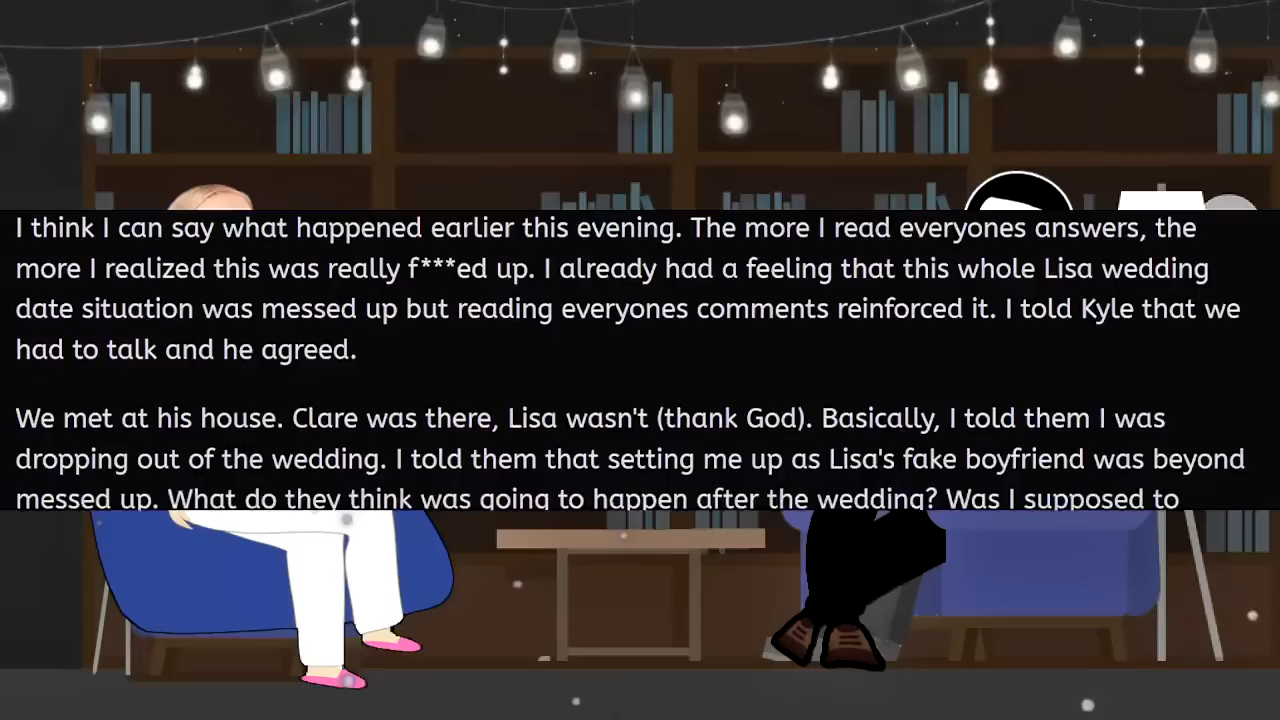 I think I can say what happened earlier this evening. The more I read everyones answers, the
more I realized this was really f***ed up. I already had a feeling that this whole Lisa wedding
date situation was messed up but reading everyones comments reinforced it. I told Kyle that we
had to talk and he agreed.
We met at his house. Clare was there, Lisa wasn't (thank God). Basically, I told them I was
dropping out of the wedding. I told them that setting me up as Lisa's fake boyfriend was beyond
messed up. What do they think was going to happen after the wedding? Was I supposed to